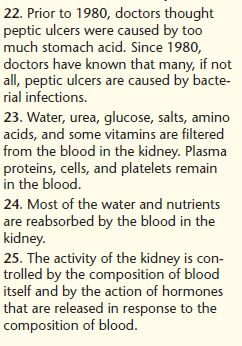 22. Prior to 1980, doctors thought
peptic ulcers were caused by too
much stomach acid. Since 1980,
doctors have known that many, if not
all, peptic ulcers are caused by bacte-
rial infections.
23. Water, urea, glucose, salts, amino
acids, and some vitamins are filtered
from the blood in the kidney. Plasma
proteins, cells, and platelets remain
in the blood.
24. Most of the water and nutrients
are reabsorbed by the blood in the
kidney.
25. The activity of the kidney is con-
trolled by the composition of blood
itself and by the action of hormones
that are released in response to the
composition of blood.